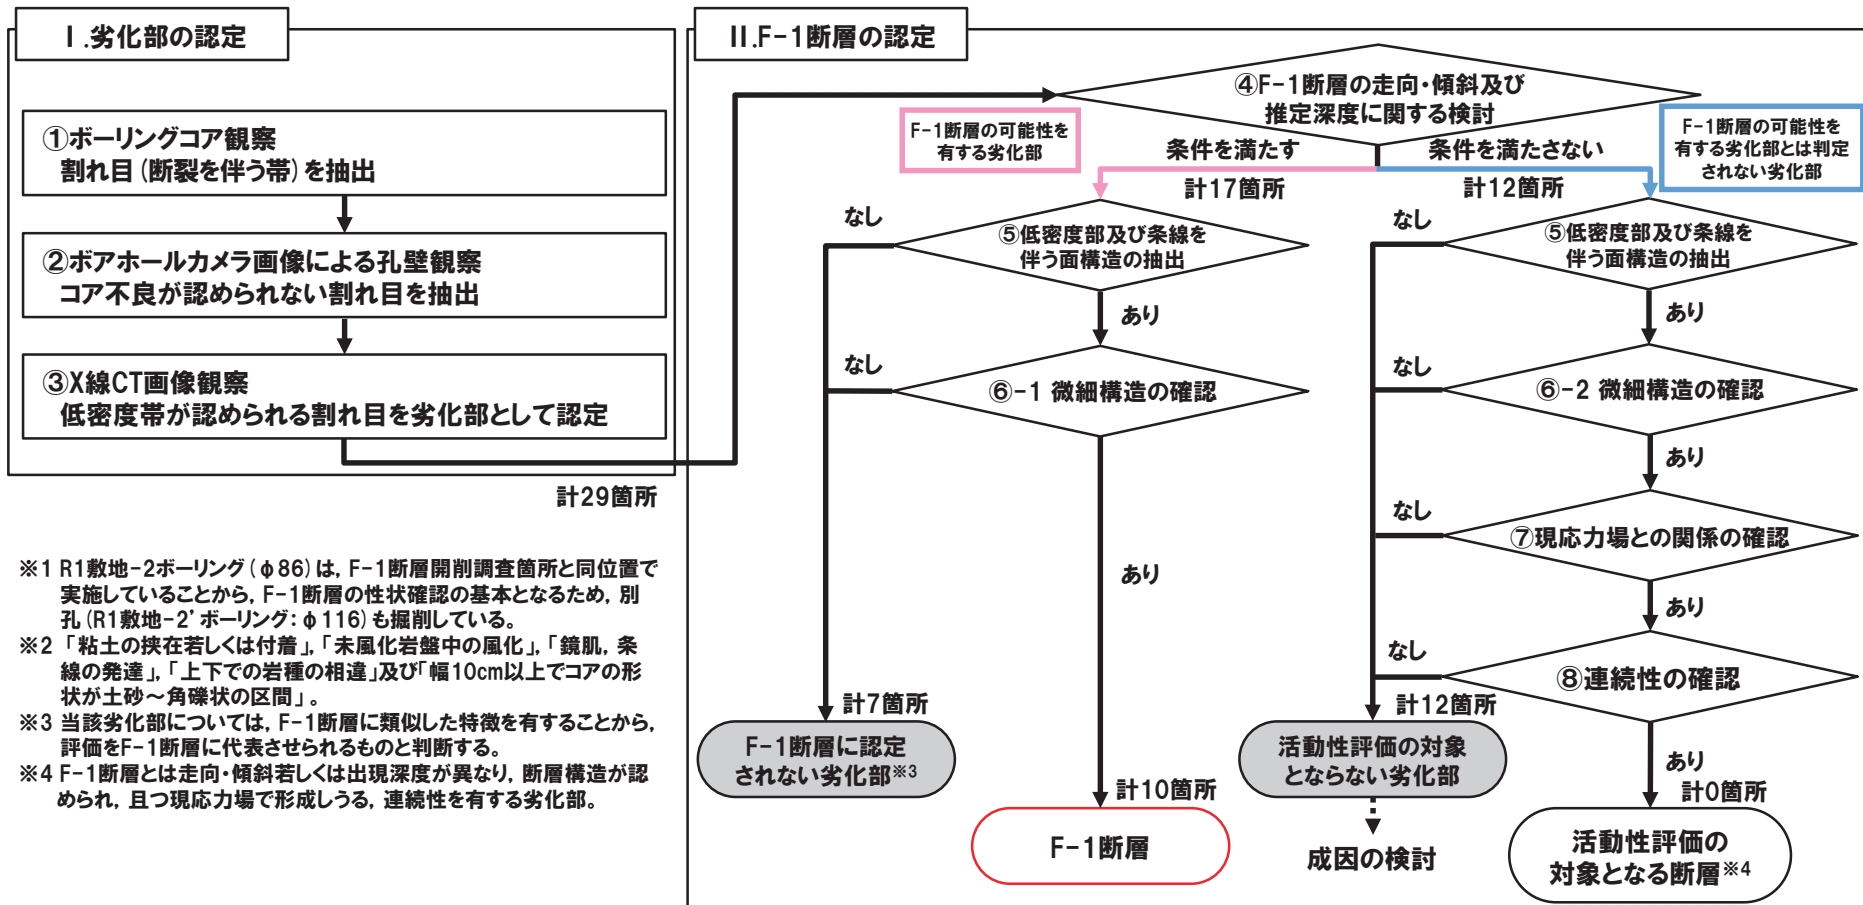 Ⅰ.劣化部の認定
①ボーリングコア観察
割れ目(断裂を伴う帯)を抽出
②ボアホールカメラ画像による孔壁観察
コア不良が認められない割れ目を抽出
③X線CT画像観察
低密度帯が認められる割れ目を劣化部として認定
計29箇所
※1 R1敷地-2ボーリング(φ86)は, F-1断層開削調査箇所と同位置で
実施していることから, F-1断層の性状確認の基本となるため, 別
孔(R1敷地-2'ボーリング:φ116)も掘削している。
※2 「粘土の挟在若しくは付着」,「未風化岩盤中の風化」,「鏡肌, 条
線の発達」,「上下での岩種の相違」及び「幅10cm以上でコアの形
状が土砂～角礫状の区間」。
※3 当該劣化部については, F-1断層に類似した特徴を有することから,
評価をF-1断層に代表させられるものと判断する。
※4 F-1断層とは走向・傾斜若しくは出現深度が異なり, 断層構造が認
められ, 且つ現応力場で形成しうる, 連続性を有する劣化部。
II.F-1断層の認定
④F-1断層の走向・傾斜及び
推定深度に関する検討
F-1断層の可能性を
有する劣化部
条件を満たす
条件を満たさない
F-1断層の可能性を
有する劣化部とは判定
されない劣化部
計17箇所
計12箇所
なし
⑤低密度部及び条線を
伴う面構造の抽出
あり
なし
⑥-1 微細構造の確認
あり
計7箇所
F-1断層に認定
されない劣化部※3
計10箇所
F-1断層
なし
⑤低密度部及び条線を
伴う面構造の抽出
あり
なし
⑥-2 微細構造の確認
あり
なし
⑦現応力場との関係の確認
あり
なし
⑧連続性の確認
計12箇所
活動性評価の対象
とならない劣化部
成因の検討
あり
計0箇所
活動性評価の
対象となる断層※4